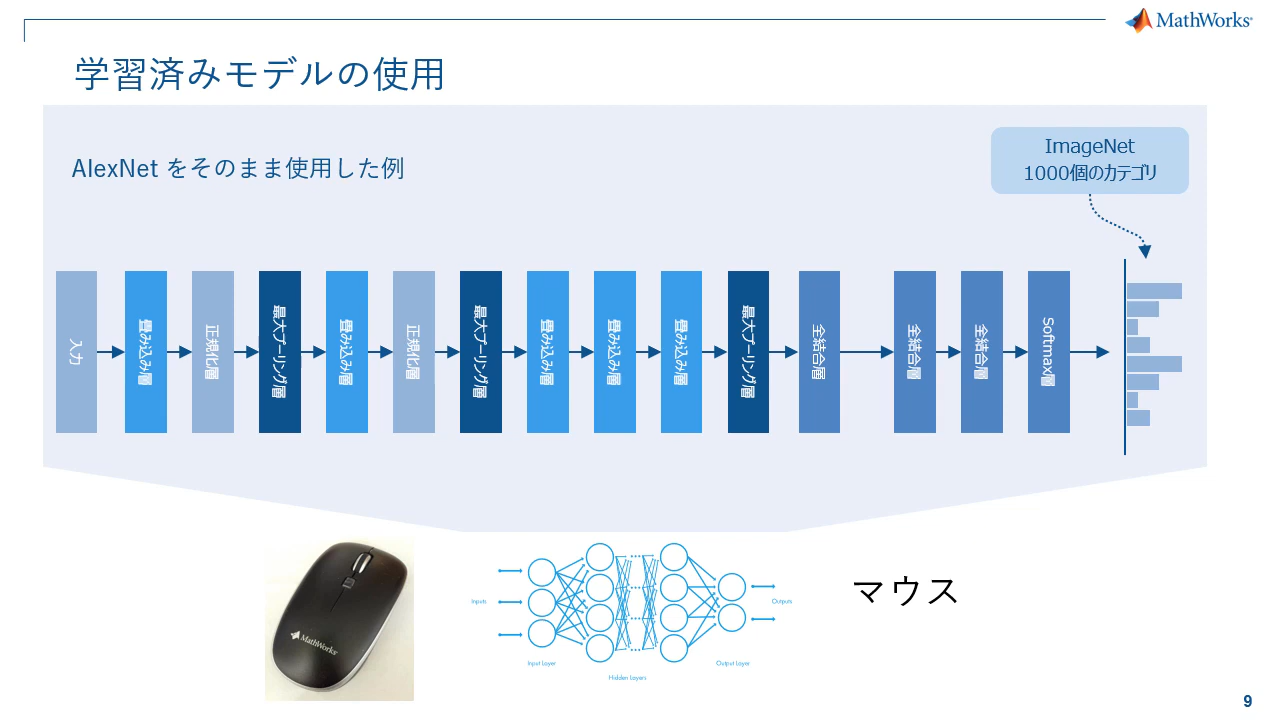 MathWorks®
学習済みモデルの使用
AlexNet をそのまま使用した例
ImageNet
1000個のカテゴリ
入力
畳み込み層
正規化層
最大プーリング層
畳み込み層
正規化層
最大プーリング層
畳み込み層
畳み込み層
畳み込み層
最大プーリング層
全結合層
全結合層
全結合層
Softmax層
MathWorks
Inputs
Outputs
Input Layer
Output Layer
Hidden Layers
マウス
9